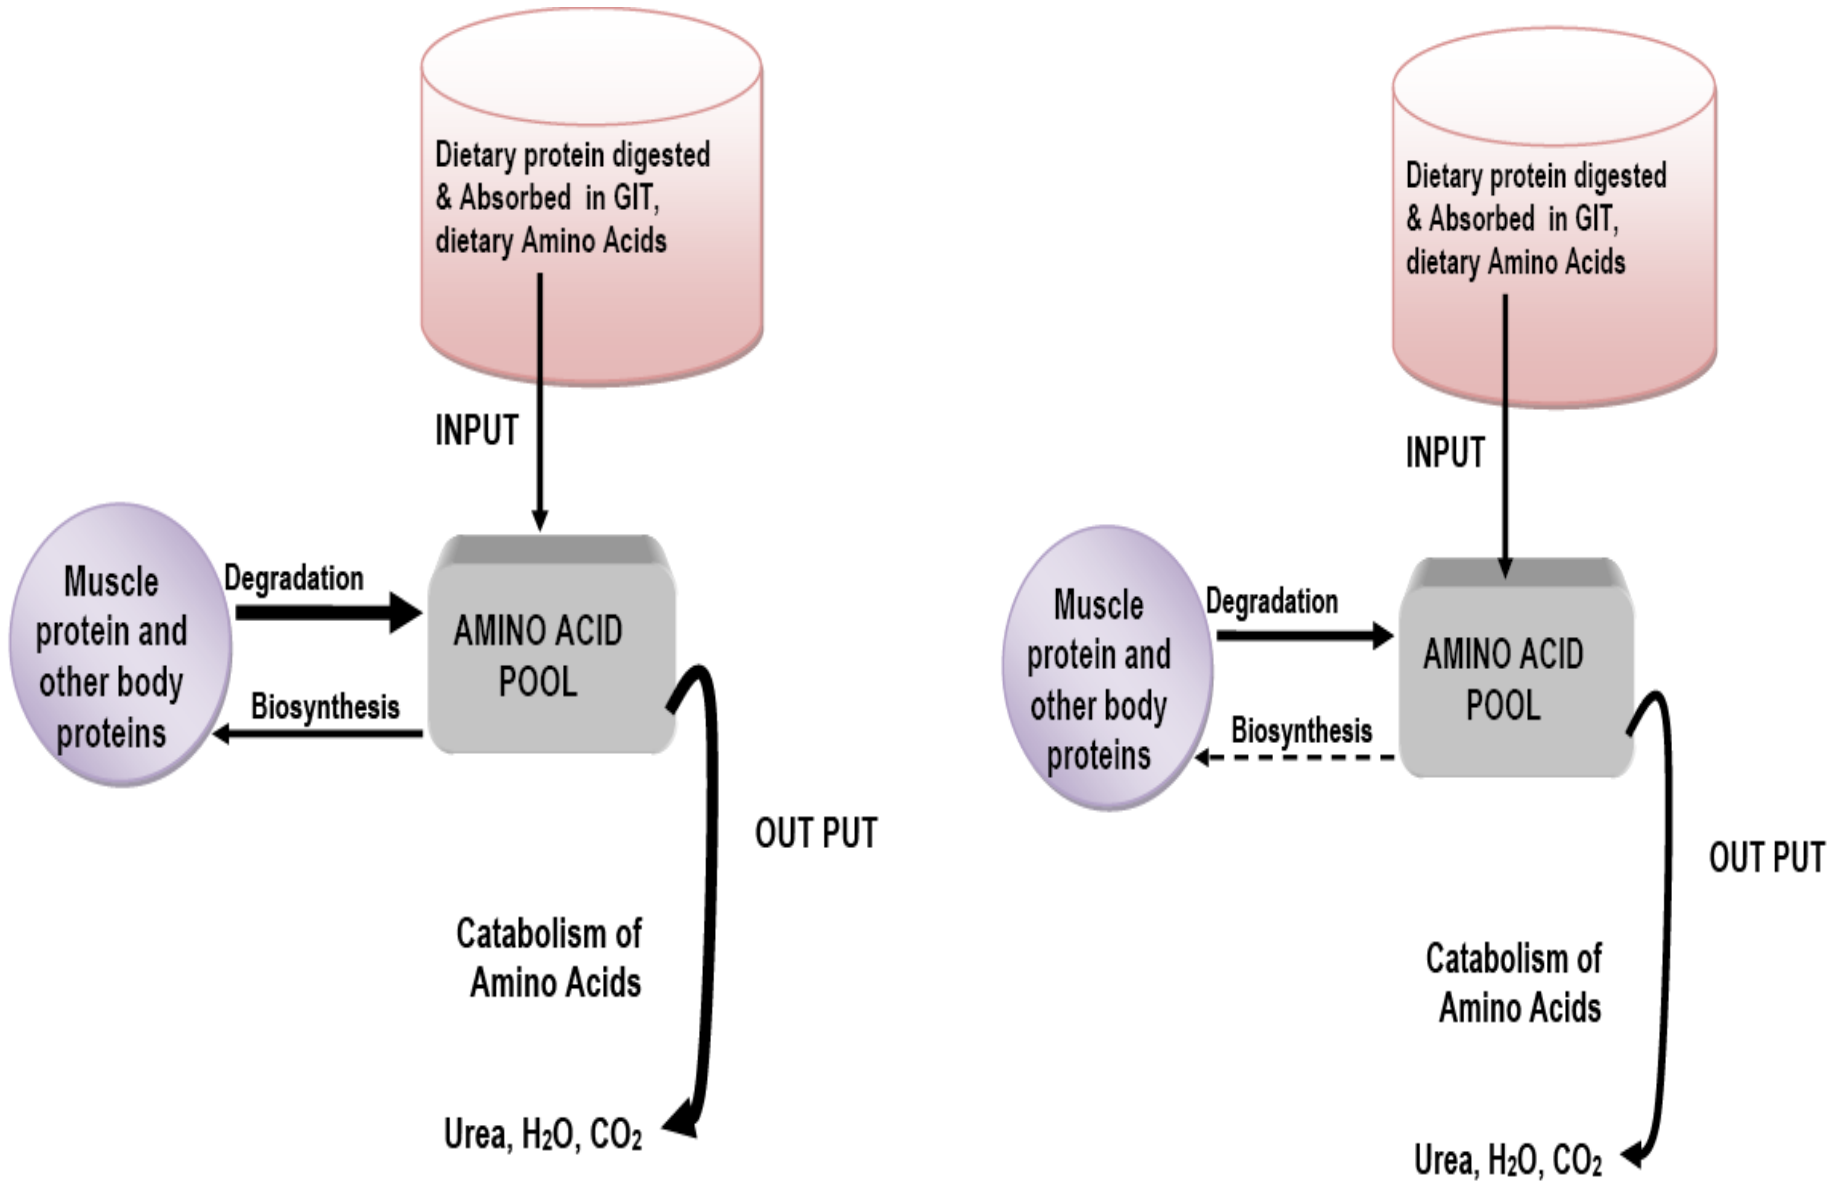 Dietary protein digested
& Absorbed in GIT,
dietary Amino Acids
INPUT
Muscle
protein and
other body
proteins
Degradation
Biosynthesis
AMINO ACID
POOL
OUT PUT
Catabolism of
Amino Acids
Urea, H₂O, CO₂
Dietary protein digested
& Absorbed in GIT,
dietary Amino Acids
INPUT
Muscle
protein and
other body
proteins
Degradation
Biosynthesis
AMINO ACID
POOL
OUT PUT
Catabolism of
Amino Acids
Urea, H₂O, CO₂